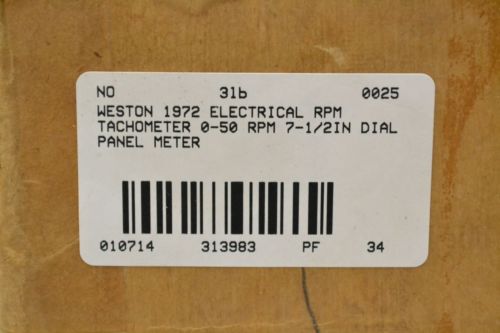 NO 31b 0025
WESTON 1972 ELECTRICAL RPM
TACHOMETER 0-50 RPM 7-1/2IN DIAL
PANEL METER
010714 313983 PF 34